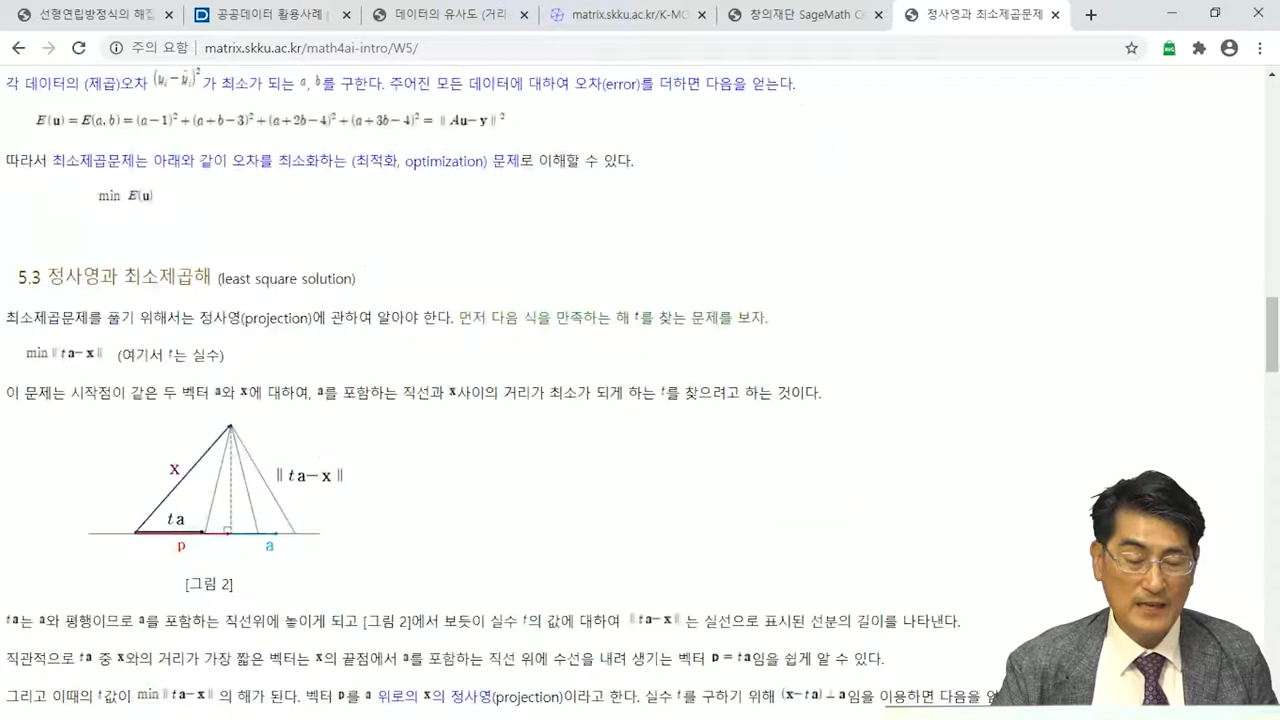 선형연립방정식의 해집
공공데이터 활용사례
데이터의 유사도 (거리
matrix.skku.ac.kr/K-MO
창의재단 SageMath C
정사영과 최소제곱문제
주의 요함 | matrix.skku.ac.kr/math4ai-intro/W5/
각 데이터의 (제곱)오차 가 최소가 되는 a, b를 구한다. 주어진 모든 데이터에 대하여 오차(error)를 더하면 다음을 얻는다.
E(u) = E(a, b) = (a−1)² + (a+b−3)² + (a+2b−4)² + (a+3b−4)² = ‖Au−y‖²
따라서 최소제곱문제는 아래와 같이 오차를 최소화하는 (최적화, optimization) 문제로 이해할 수 있다.
min E(u)
5.3 정사영과 최소제곱해 (least square solution)
최소제곱문제를 풀기 위해서는 정사영(projection)에 관하여 알아야 한다. 먼저 다음 식을 만족하는 해 t를 찾는 문제를 보자.
min‖ta−x‖ (여기서 t는 실수)
이 문제는 시작점이 같은 두 벡터 a와 x에 대하여, a를 포함하는 직선과 x사이의 거리가 최소가 되게 하는 t를 찾으려고 하는 것이다.
x
‖ta−x‖
ta
p
a
[그림 2]
ta는 a와 평행이므로 a를 포함하는 직선위에 놓이게 되고 [그림 2]에서 보듯이 실수 t의 값에 대하여 ‖ta−x‖는 실선으로 표시된 선분의 길이를 나타낸다.
직관적으로 ta 중 x와의 거리가 가장 짧은 벡터는 x의 끝점에서 a를 포함하는 직선 위에 수선을 내려 생기는 벡터 p = ta임을 쉽게 알 수 있다.
그리고 이때의 t값이 min‖ta−x‖의 해가 된다. 벡터 p를 a 위로의 x의 정사영(projection)이라고 한다. 실수 t를 구하기 위해 (x−ta)⊥a임을 이용하면 다음을